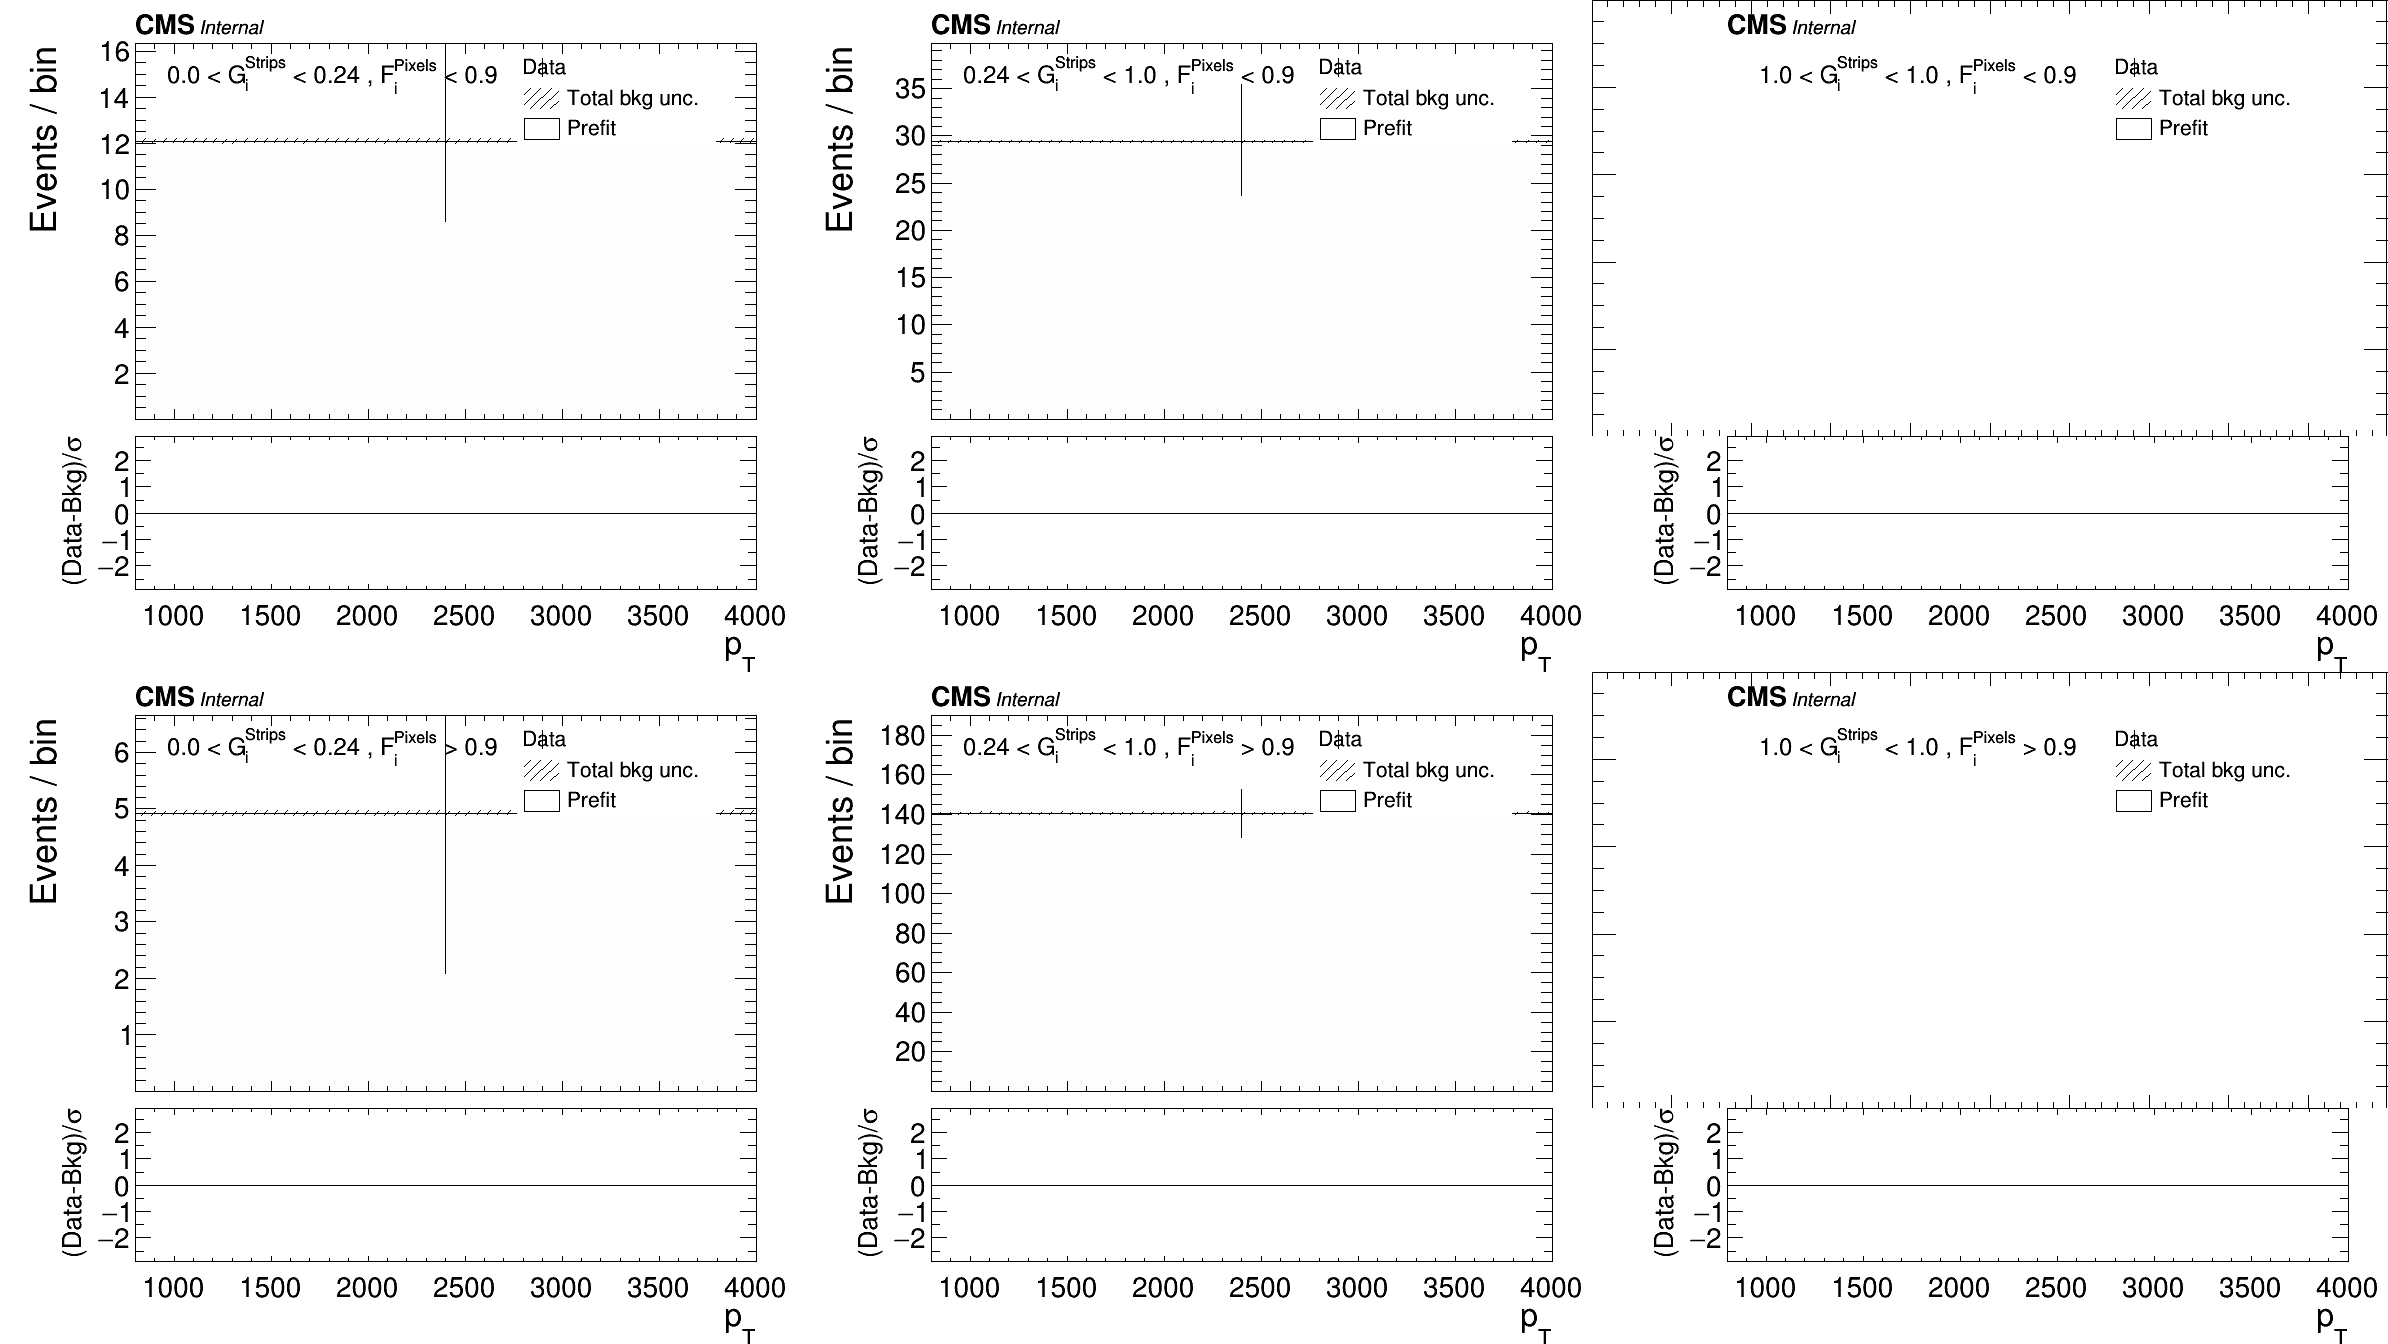 CMS Internal
Events / bin
16
14
12
10
8
6
4
2
0.0 < G_i^Strips < 0.24 , F_i^Pixels < 0.9
Data
Total bkg unc.
Prefit
(Data-Bkg)/σ
2
1
0
−1
−2
1000 1500 2000 2500 3000 3500 4000
p_T
CMS Internal
Events / bin
35
30
25
20
15
10
5
0.24 < G_i^Strips < 1.0 , F_i^Pixels < 0.9
Data
Total bkg unc.
Prefit
(Data-Bkg)/σ
2
1
0
−1
−2
1000 1500 2000 2500 3000 3500 4000
p_T
CMS Internal
1.0 < G_i^Strips < 1.0 , F_i^Pixels < 0.9
Data
Total bkg unc.
Prefit
(Data-Bkg)/σ
2
1
0
−1
−2
1000 1500 2000 2500 3000 3500 4000
p_T
CMS Internal
Events / bin
6
5
4
3
2
1
0.0 < G_i^Strips < 0.24 , F_i^Pixels > 0.9
Data
Total bkg unc.
Prefit
(Data-Bkg)/σ
2
1
0
−1
−2
1000 1500 2000 2500 3000 3500 4000
p_T
CMS Internal
Events / bin
180
160
140
120
100
80
60
40
20
0.24 < G_i^Strips < 1.0 , F_i^Pixels > 0.9
Data
Total bkg unc.
Prefit
(Data-Bkg)/σ
2
1
0
−1
−2
1000 1500 2000 2500 3000 3500 4000
p_T
CMS Internal
1.0 < G_i^Strips < 1.0 , F_i^Pixels > 0.9
Data
Total bkg unc.
Prefit
(Data-Bkg)/σ
2
1
0
−1
−2
1000 1500 2000 2500 3000 3500 4000
p_T